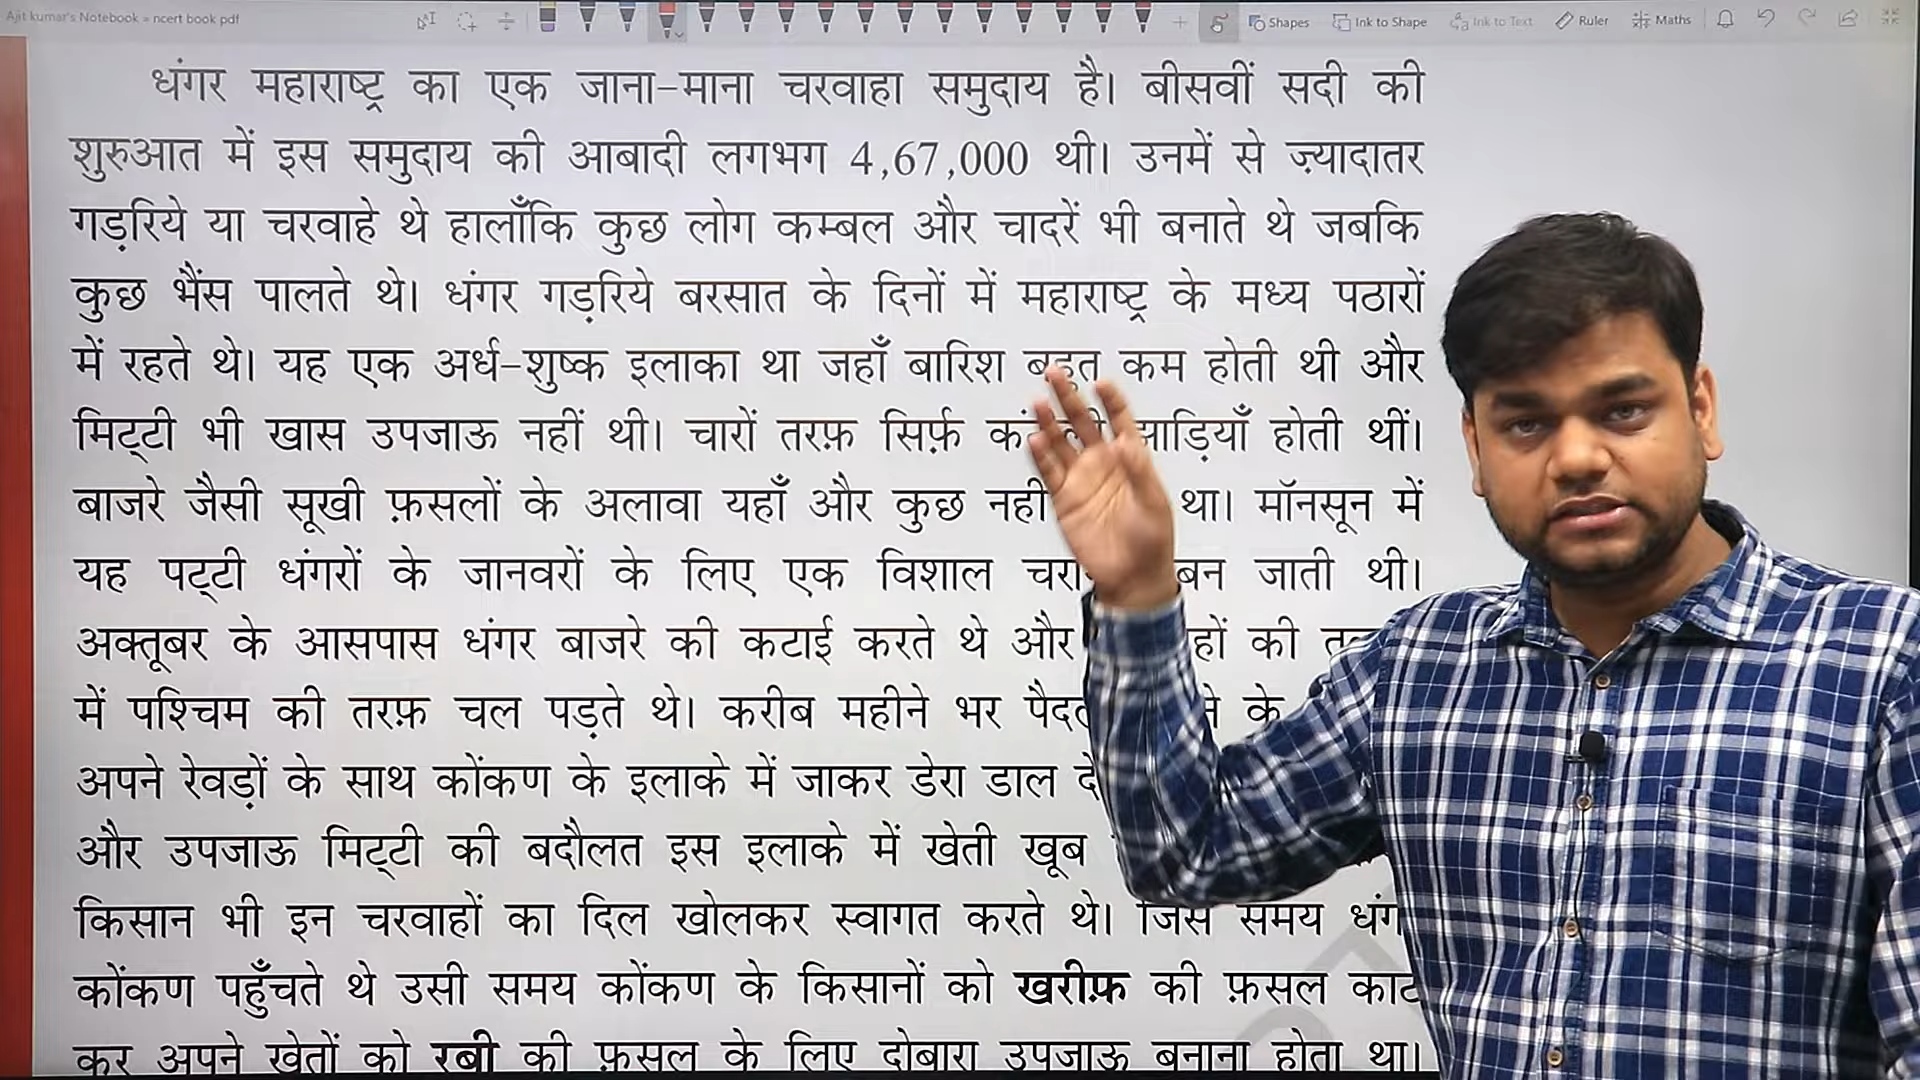 Ajit kumar's Notebook » ncert book pdf
Shapes Ink to Shape Ink to Text Ruler Maths
धंगर महाराष्ट्र का एक जाना-माना चरवाहा समुदाय है। बीसवीं सदी की
शुरुआत में इस समुदाय की आबादी लगभग 4,67,000 थी। उनमें से ज़्यादातर
गड़रिये या चरवाहे थे हालाँकि कुछ लोग कम्बल और चादरें भी बनाते थे जबकि
कुछ भैंस पालते थे। धंगर गड़रिये बरसात के दिनों में महाराष्ट्र के मध्य पठारों
में रहते थे। यह एक अर्ध-शुष्क इलाका था जहाँ बारिश बहुत कम होती थी और
मिट्टी भी खास उपजाऊ नहीं थी। चारों तरफ़ सिर्फ़ झाड़ियाँ होती थीं।
बाजरे जैसी सूखी फ़सलों के अलावा यहाँ और कुछ नहीं था। मॉनसून में
यह पट्टी धंगरों के जानवरों के लिए एक विशाल बन जाती थी।
अक्तूबर के आसपास धंगर बाजरे की कटाई करते थे और की
में पश्चिम की तरफ़ चल पड़ते थे। करीब महीने भर पैदल के
अपने रेवड़ों के साथ कोंकण के इलाके में जाकर डेरा डाल
और उपजाऊ मिट्टी की बदौलत इस इलाके में खेती खूब
किसान भी इन चरवाहों का दिल खोलकर स्वागत करते थे। जिस समय धंगर
कोंकण पहुँचते थे उसी समय कोंकण के किसानों को खरीफ़ की फ़सल काट
कर अपने खेतों को रबी की फ़सल के लिए दोबारा उपजाऊ बनाना होता था।